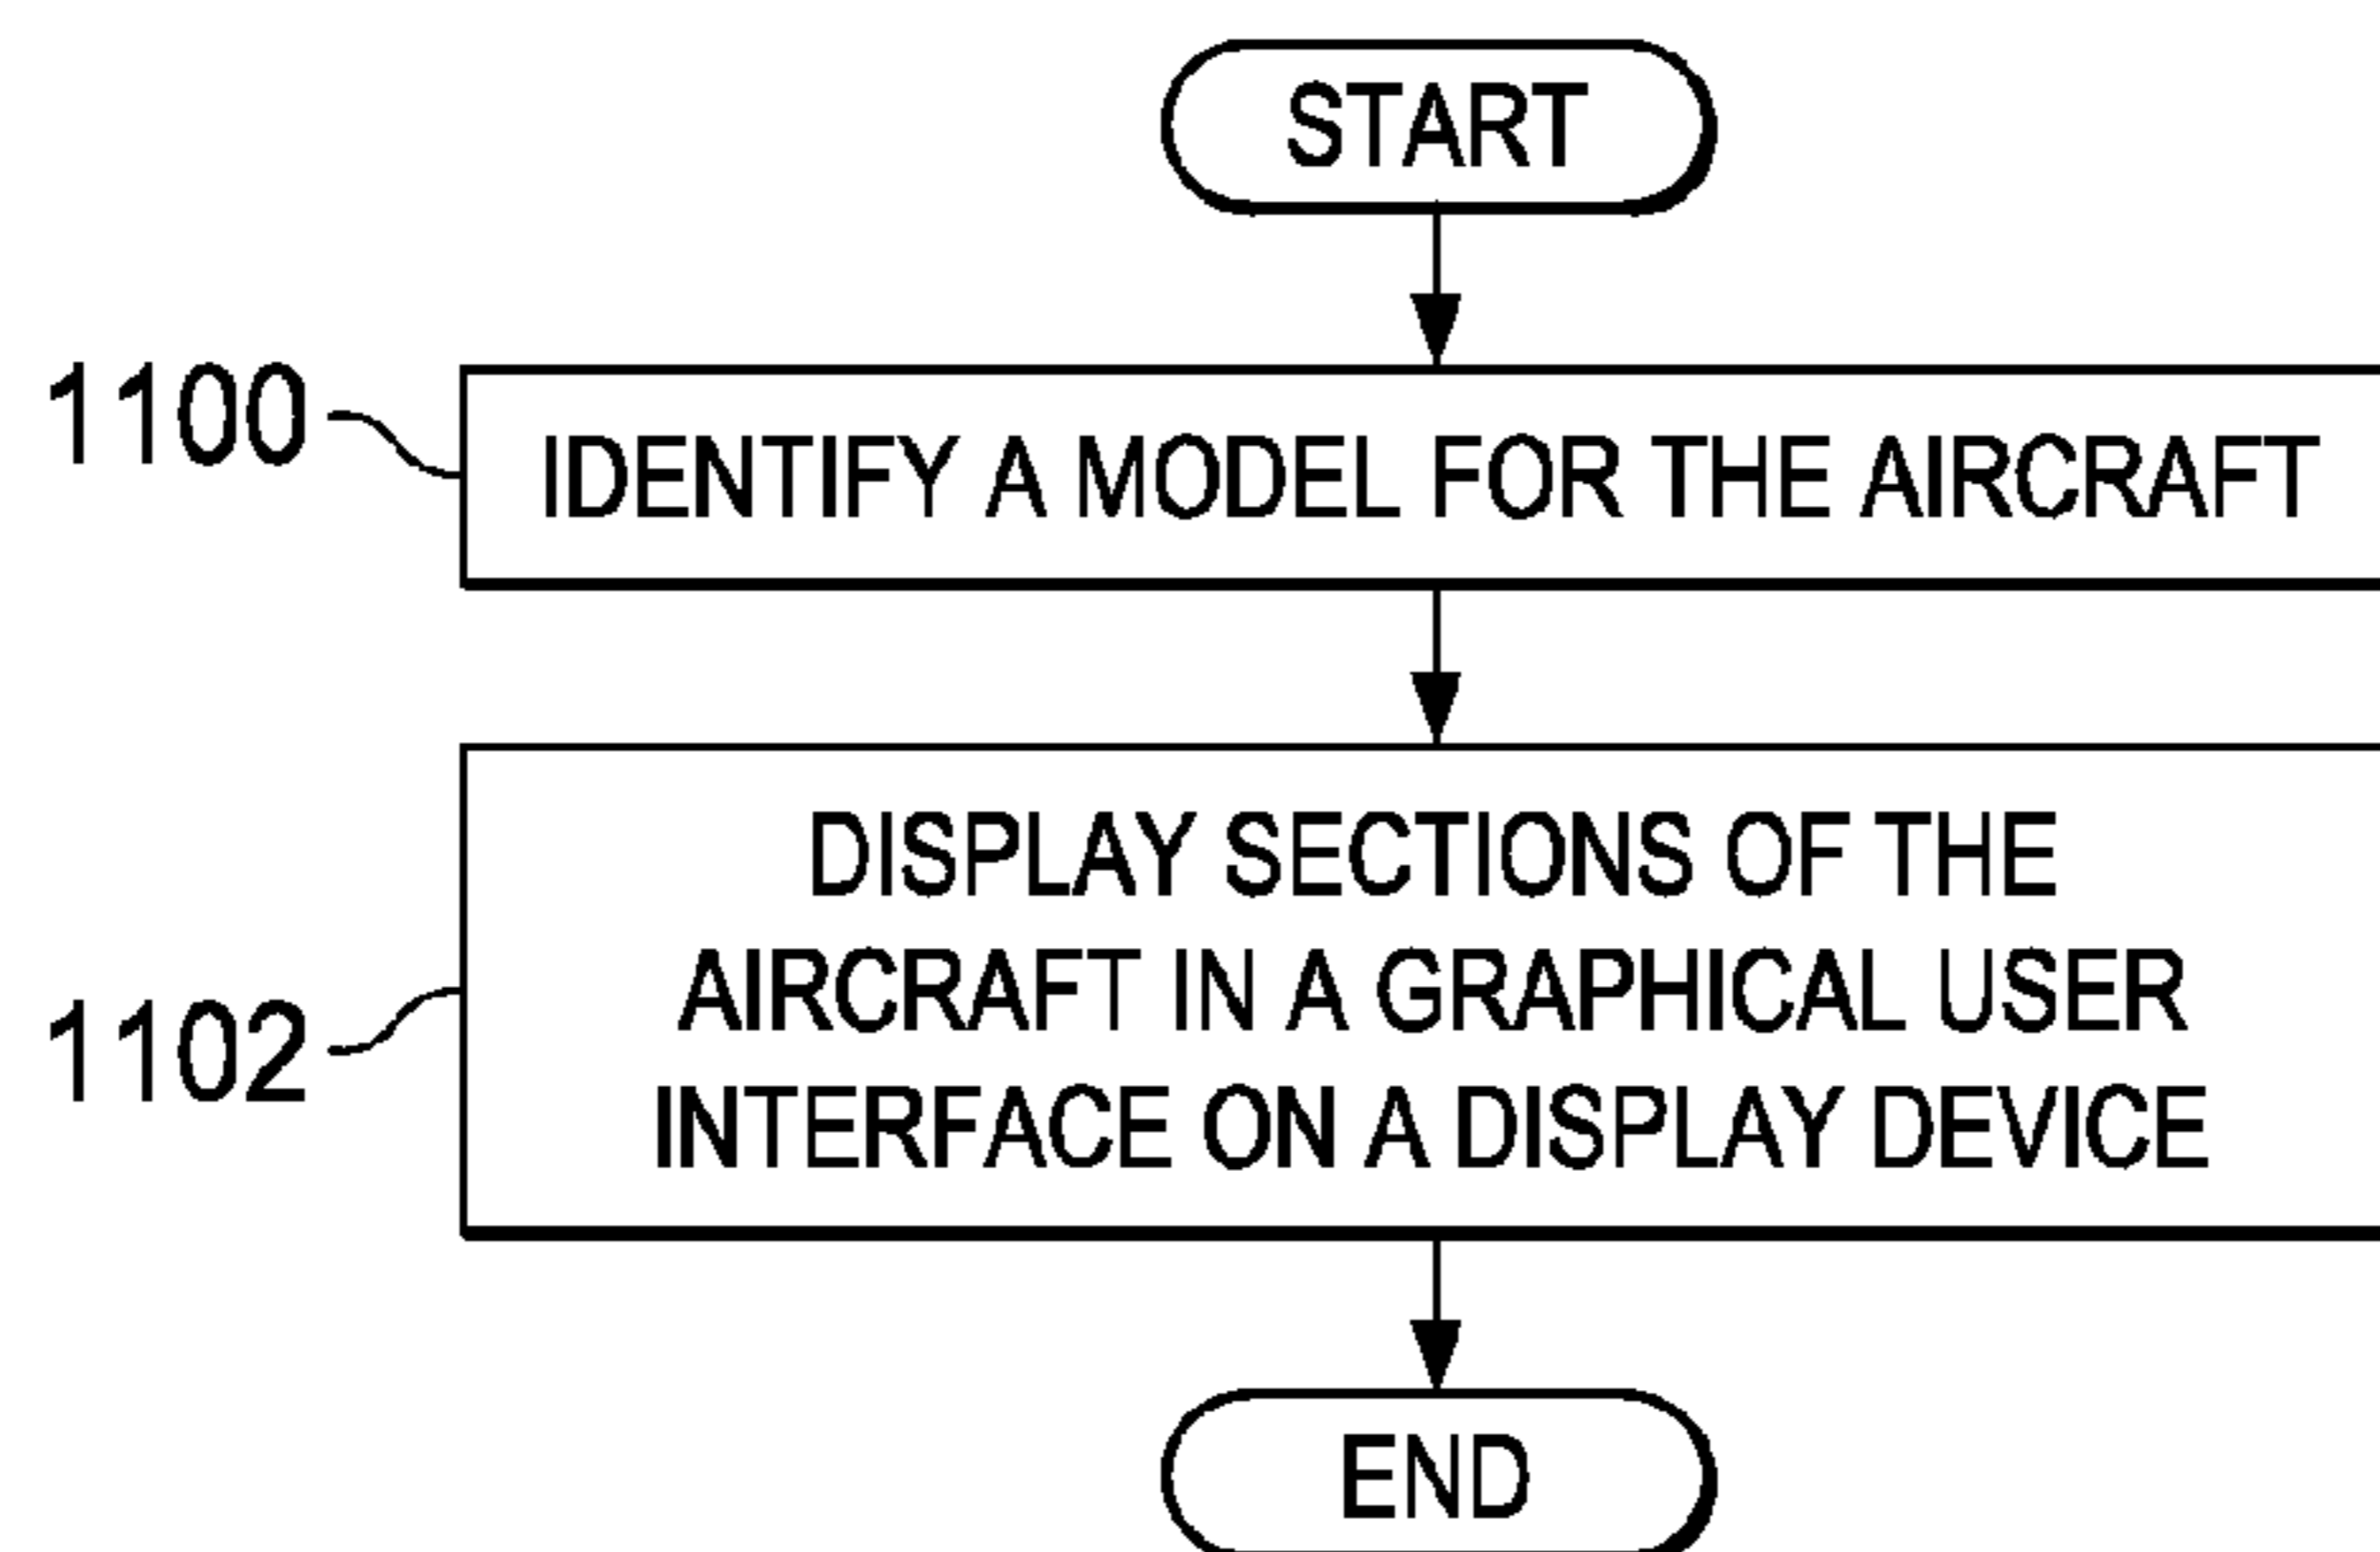 START
1100
IDENTIFY A MODEL FOR THE AIRCRAFT
DISPLAY SECTIONS OF THE
AIRCRAFT IN A GRAPHICAL USER
INTERFACE ON A DISPLAY DEVICE
1102
END